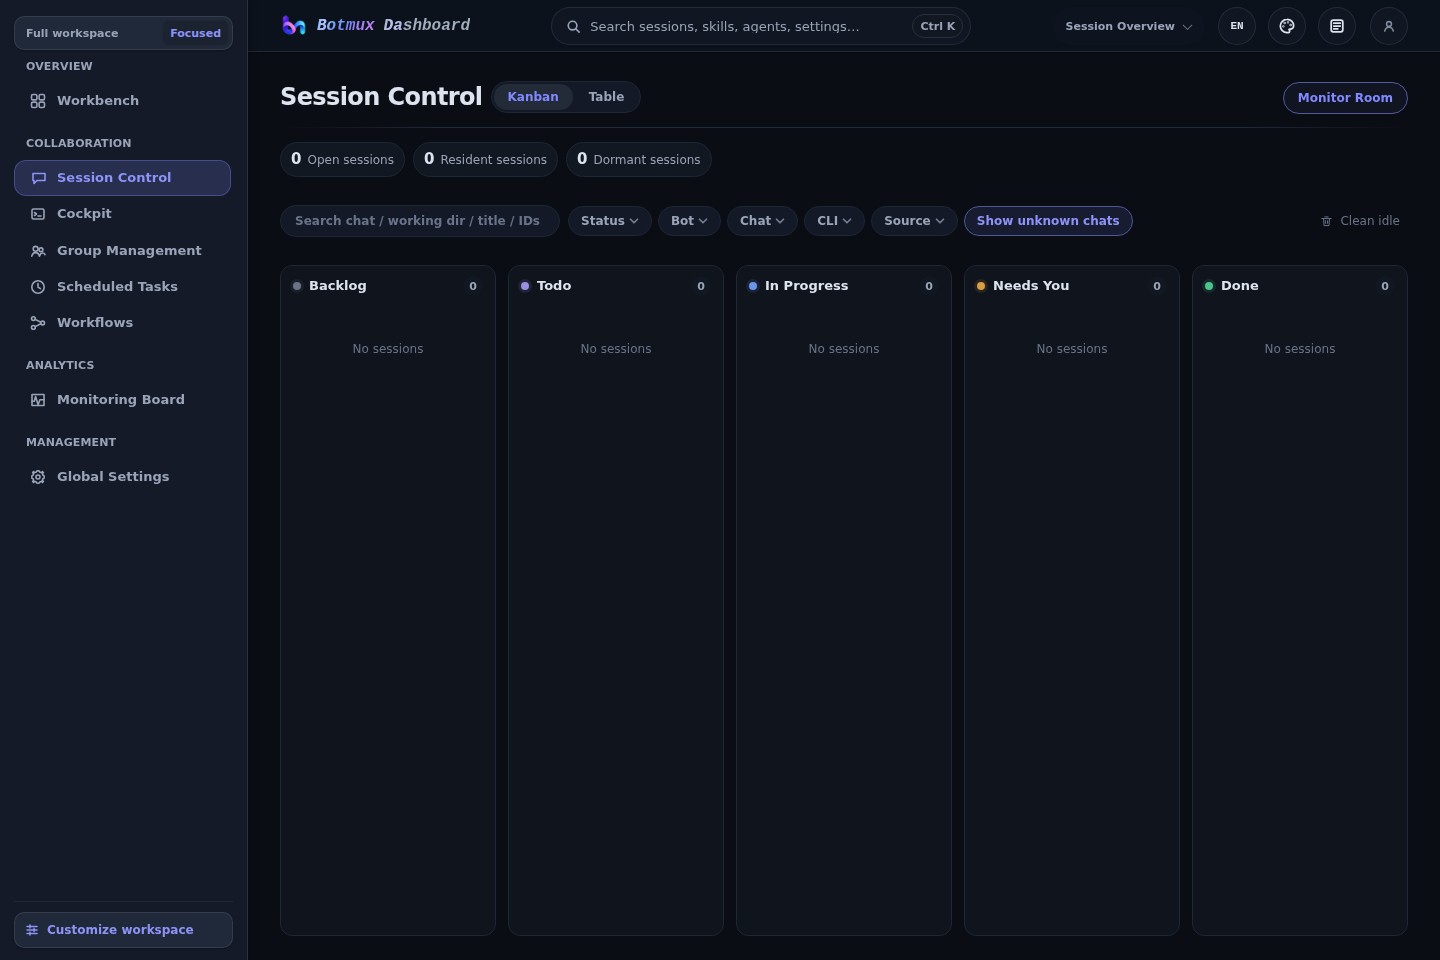 Full workspace
Focused
OVERVIEW
Workbench
COLLABORATION
Session Control
Cockpit
Group Management
Scheduled Tasks
Workflows
ANALYTICS
Monitoring Board
MANAGEMENT
Global Settings
Customize workspace
Botmux Dashboard
Search sessions, skills, agents, settings...
Ctrl K
Session Overview
EN
Session Control
Kanban
Table
Monitor Room
0 Open sessions
0 Resident sessions
0 Dormant sessions
Search chat / working dir / title / IDs
Status
Bot
Chat
CLI
Source
Show unknown chats
Clean idle
Backlog 0
No sessions
Todo 0
No sessions
In Progress 0
No sessions
Needs You 0
No sessions
Done 0
No sessions